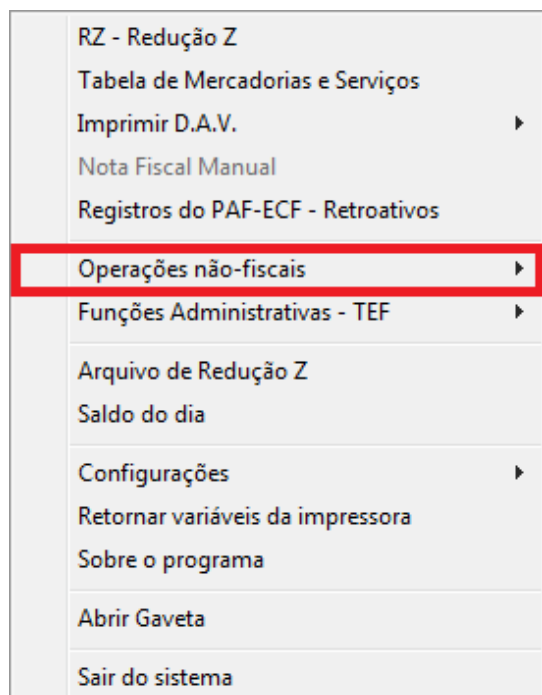 RZ - Redução Z
Tabela de Mercadorias e Serviços
Imprimir D.A.V.
Nota Fiscal Manual
Registros do PAF-ECF - Retroativos
Operações não-fiscais
Funções Administrativas - TEF
Arquivo de Redução Z
Saldo do dia
Configurações
Retornar variáveis da impressora
Sobre o programa
Abrir Gaveta
Sair do sistema